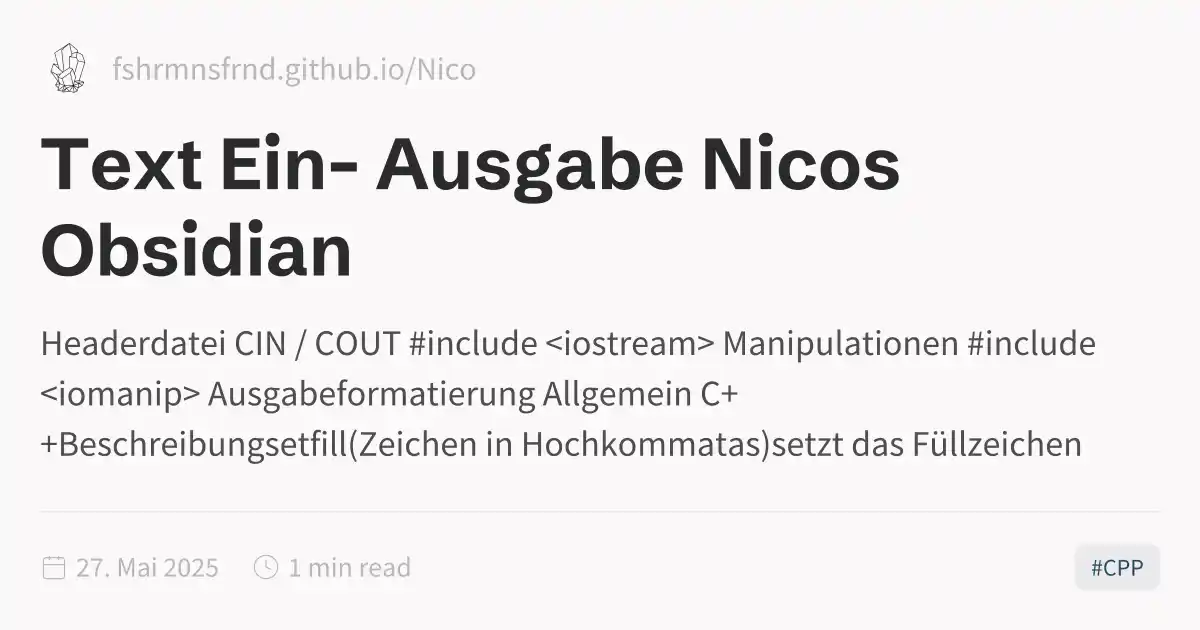 fshrmnsfrnd.github.io/Nico
Text Ein- Ausgabe Nicos
Obsidian
Headerdatei CIN / COUT #include <iostream> Manipulationen #include
<iomanip> Ausgabeformatierung Allgemein C+
+Beschreibungsetfill(Zeichen in Hochkommatas)setzt das Füllzeichen
27. Mai 2025 1 min read #CPP